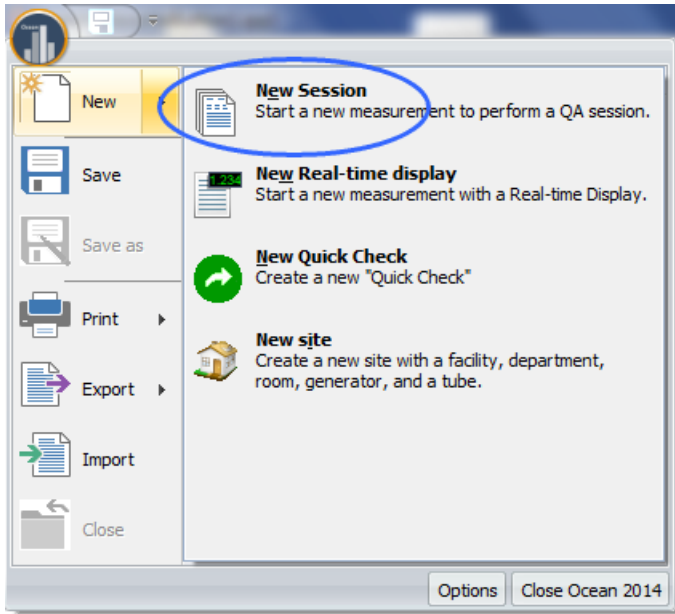 Ocean
New
Save
Save as
Print
Export
Import
Close
New Session
Start a new measurement to perform a QA session.
1.234
New Real-time display
Start a new measurement with a Real-time Display.
New Quick Check
Create a new "Quick Check"
New site
Create a new site with a facility, department,
room, generator, and a tube.
Options
Close Ocean 2014